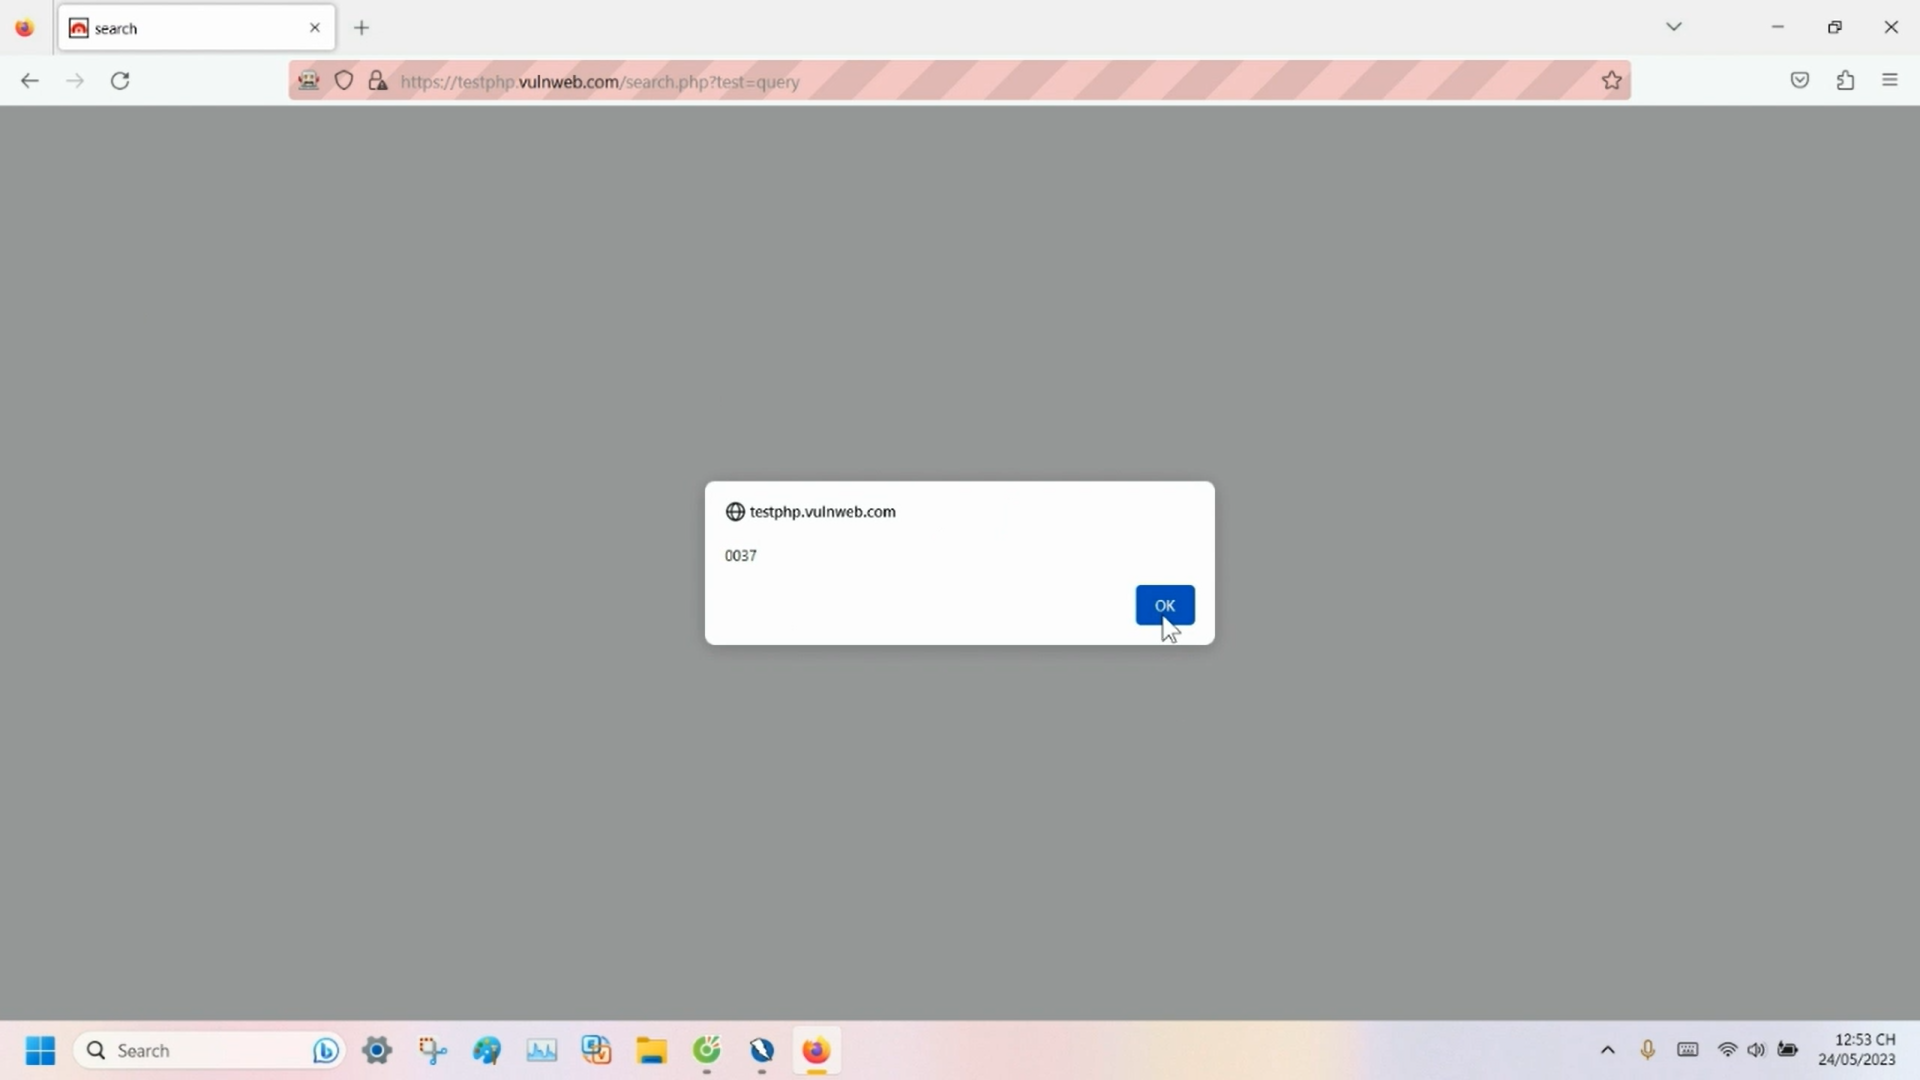 search
https://testphp.vulnweb.com/search.php?test=query
testphp.vulnweb.com
0037
OK
Search
12:53 CH
24/05/2023